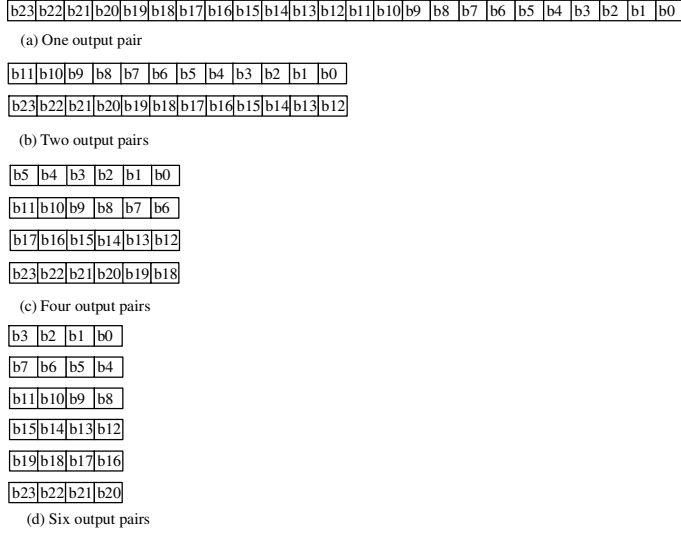 b23 b22 b21 b20 b19 b18 b17 b16 b15 b14 b13 b12 b11 b10 b9 b8 b7 b6 b5 b4 b3 b2 b1 b0
(a) One output pair
b11 b10 b9 b8 b7 b6 b5 b4 b3 b2 b1 b0
b23 b22 b21 b20 b19 b18 b17 b16 b15 b14 b13 b12
(b) Two output pairs
b5 b4 b3 b2 b1 b0
b11 b10 b9 b8 b7 b6
b17 b16 b15 b14 b13 b12
b23 b22 b21 b20 b19 b18
(c) Four output pairs
b3 b2 b1 b0
b7 b6 b5 b4
b11 b10 b9 b8
b15 b14 b13 b12
b19 b18 b17 b16
b23 b22 b21 b20
(d) Six output pairs